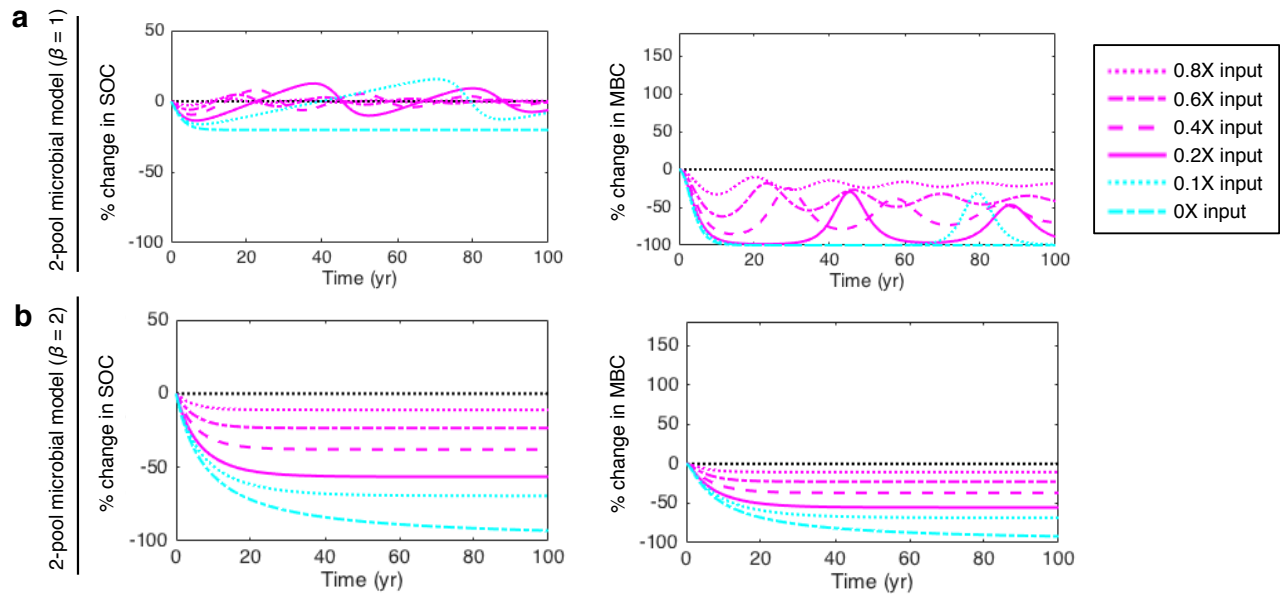 a
2-pool microbial model (β = 1)
% change in SOC
50
0
-50
-100
0 20 40 60 80 100
Time (yr)
% change in MBC
150
100
50
0
-50
-100
0 20 40 60 80 100
Time (yr)
0.8X input
0.6X input
0.4X input
0.2X input
0.1X input
0X input
b
2-pool microbial model (β = 2)
% change in SOC
50
0
-50
-100
0 20 40 60 80 100
Time (yr)
% change in MBC
150
100
50
0
-50
-100
0 20 40 60 80 100
Time (yr)